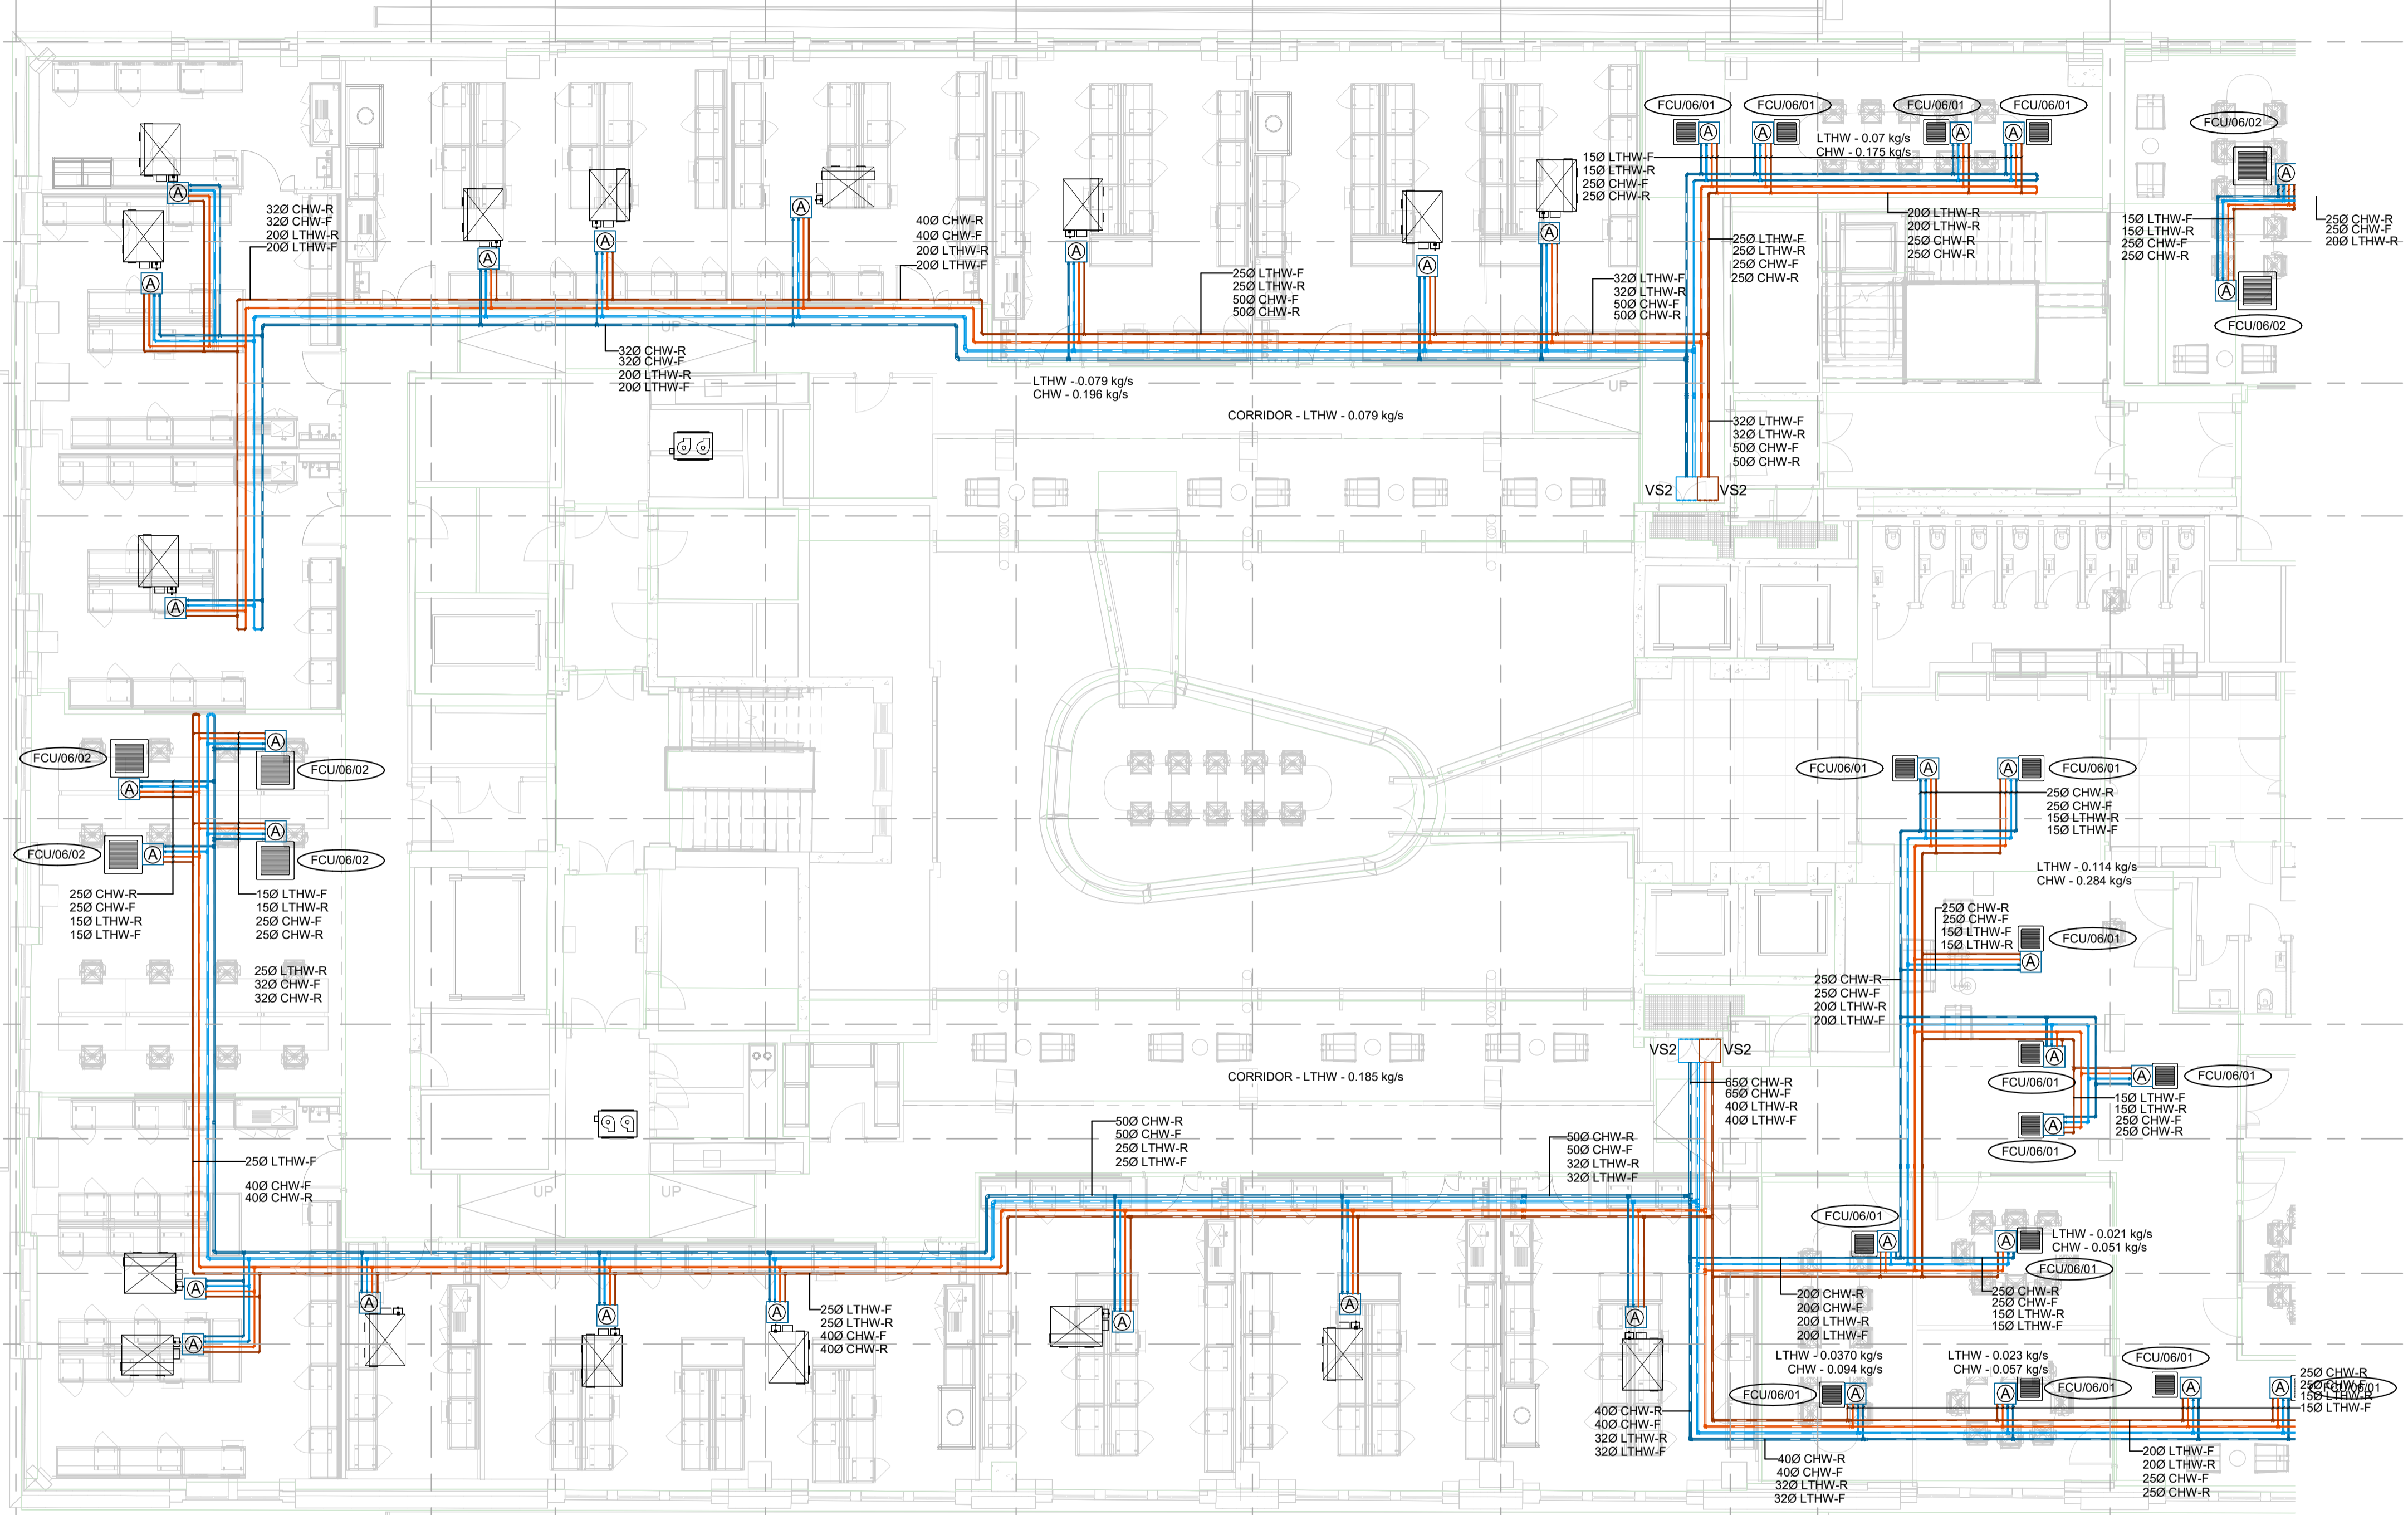 FCU/06/01
FCU/06/01
FCU/06/01
FCU/06/01
FCU/06/02
A
A
A
A
LTHW - 0.07 kg/s
CHW - 0.175 kg/s
15Ø LTHW-F
15Ø LTHW-R
25Ø CHW-F
25Ø CHW-R
A
A
32Ø CHW-R
32Ø CHW-F
20Ø LTHW-R
20Ø LTHW-F
A
40Ø CHW-R
40Ø CHW-F
20Ø LTHW-R
20Ø LTHW-F
20Ø LTHW-R
20Ø LTHW-R
25Ø CHW-R
25Ø CHW-R
15Ø LTHW-F
15Ø LTHW-R
25Ø CHW-F
25Ø CHW-R
25Ø CHW-R
25Ø CHW-F
20Ø LTHW-R
A
A
A
A
A
A
25Ø LTHW-F
25Ø LTHW-R
25Ø CHW-F
25Ø CHW-R
25Ø LTHW-F
25Ø LTHW-R
50Ø CHW-F
50Ø CHW-R
32Ø LTHW-F
32Ø LTHW-R
50Ø CHW-F
50Ø CHW-R
A
A
FCU/06/02
UP
UP
32Ø CHW-R
32Ø CHW-F
20Ø LTHW-R
20Ø LTHW-F
LTHW - 0.079 kg/s
CHW - 0.196 kg/s
UP
CORRIDOR - LTHW - 0.079 kg/s
32Ø LTHW-F
32Ø LTHW-R
50Ø CHW-F
50Ø CHW-R
VS2
VS2
A
FCU/06/02
A
FCU/06/02
A
A
FCU/06/02
A
FCU/06/02
FCU/06/01
A
A
FCU/06/01
25Ø CHW-R
25Ø CHW-F
15Ø LTHW-R
15Ø LTHW-F
LTHW - 0.114 kg/s
CHW - 0.284 kg/s
25Ø CHW-R
25Ø CHW-F
15Ø LTHW-R
15Ø LTHW-F
15Ø LTHW-F
15Ø LTHW-R
25Ø CHW-F
25Ø CHW-R
25Ø CHW-R
25Ø CHW-F
15Ø LTHW-F
15Ø LTHW-R
FCU/06/01
A
25Ø LTHW-R
32Ø CHW-F
32Ø CHW-R
25Ø CHW-R
25Ø CHW-F
20Ø LTHW-R
20Ø LTHW-F
VS2
VS2
A
FCU/06/01
A
FCU/06/01
CORRIDOR - LTHW - 0.185 kg/s
65Ø CHW-R
65Ø CHW-F
40Ø LTHW-R
40Ø LTHW-F
15Ø LTHW-F
15Ø LTHW-R
25Ø CHW-F
25Ø CHW-R
A
FCU/06/01
50Ø CHW-R
50Ø CHW-F
25Ø LTHW-R
25Ø LTHW-F
50Ø CHW-R
50Ø CHW-F
32Ø LTHW-R
32Ø LTHW-F
25Ø LTHW-F
40Ø CHW-F
40Ø CHW-R
UP
UP
FCU/06/01
A
A
LTHW - 0.021 kg/s
CHW - 0.051 kg/s
FCU/06/01
A
A
A
A
A
A
A
A
25Ø LTHW-F
25Ø LTHW-R
40Ø CHW-F
40Ø CHW-R
20Ø CHW-R
20Ø CHW-F
20Ø LTHW-R
20Ø LTHW-F
25Ø CHW-R
25Ø CHW-F
15Ø LTHW-R
15Ø LTHW-F
LTHW - 0.0370 kg/s
CHW - 0.094 kg/s
LTHW - 0.023 kg/s
CHW - 0.057 kg/s
FCU/06/01
FCU/06/01
A
A
FCU/06/01
A
A
FCU/06/01
25Ø CHW-R
25Ø CHW-F
15Ø LTHW-R
15Ø LTHW-F
40Ø CHW-R
40Ø CHW-F
32Ø LTHW-R
32Ø LTHW-F
40Ø CHW-R
40Ø CHW-F
32Ø LTHW-R
32Ø LTHW-F
20Ø LTHW-F
20Ø LTHW-R
25Ø CHW-F
25Ø CHW-R